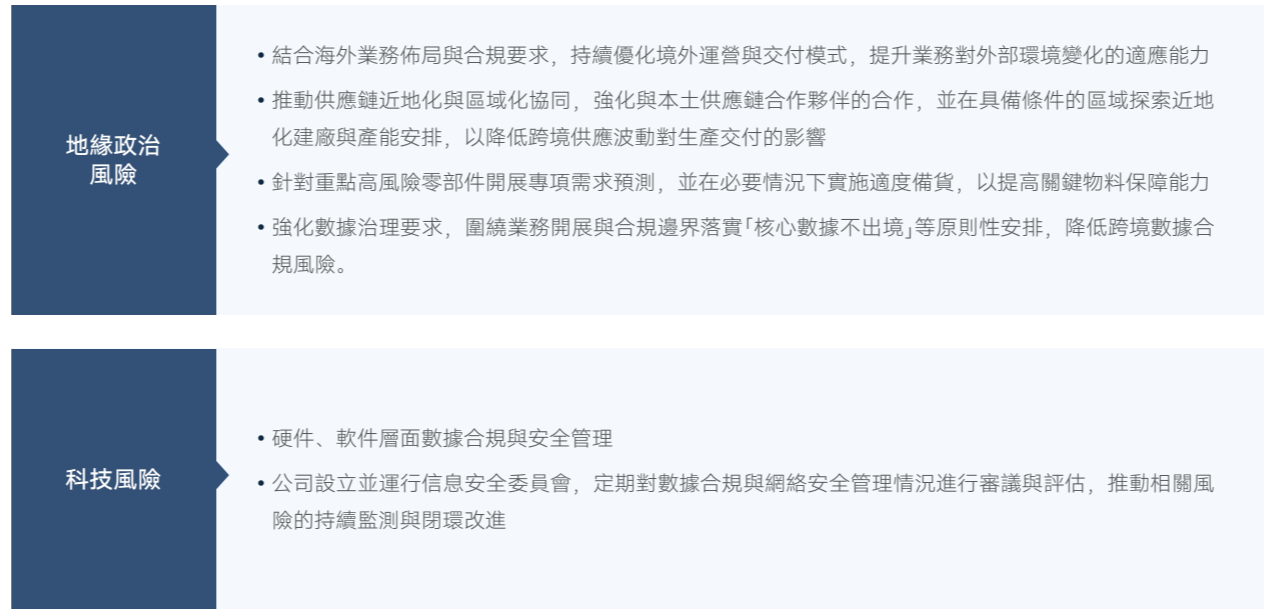 地緣政治
風險
• 結合海外業務佈局與合規要求，持續優化境外運營與交付模式，提升業務對外部環境變化的適應能力
• 推動供應鏈近地化與區域化協同，強化與本土供應鏈合作夥伴的合作，並在具備條件的區域探索近地
化建廠與產能安排，以降低跨境供應波動對生產交付的影響
• 針對重點高風險零部件開展專項需求預測，並在必要情況下實施適度備貨，以提高關鍵物料保障能力
• 強化數據治理要求，圍繞業務開展與合規邊界落實「核心數據不出境」等原則性安排，降低跨境數據合
規風險。
科技風險
• 硬件、軟件層面數據合規與安全管理
• 公司設立並運行信息安全委員會，定期對數據合規與網絡安全管理情況進行審議與評估，推動相關風
險的持續監測與閉環改進